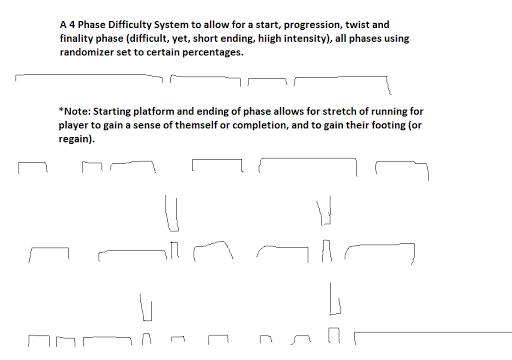 A 4 Phase Difficulty System to allow for a start, progression, twist and
finality phase (difficult, yet, short ending, hiigh intensity), all phases using
randomizer set to certain percentages.
*Note: Starting platform and ending of phase allows for stretch of running for
player to gain a sense of themself or completion, and to gain their footing (or
regain).